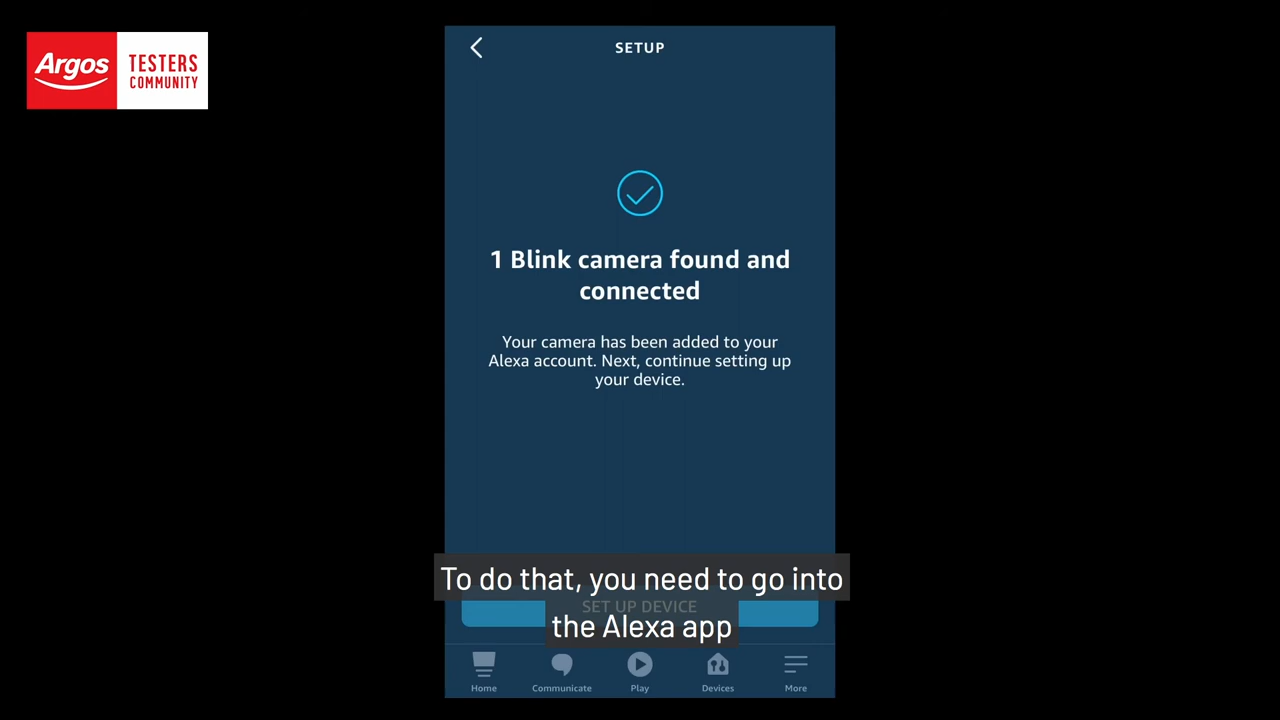 Argos
TESTERS
COMMUNITY
SETUP
1 Blink camera found and
connected
Your camera has been added to your
Alexa account. Next, continue setting up
your device.
To do that, you need to go into
SET UP DEVICE
the Alexa app
Home
Communicate
Play
Devices
More